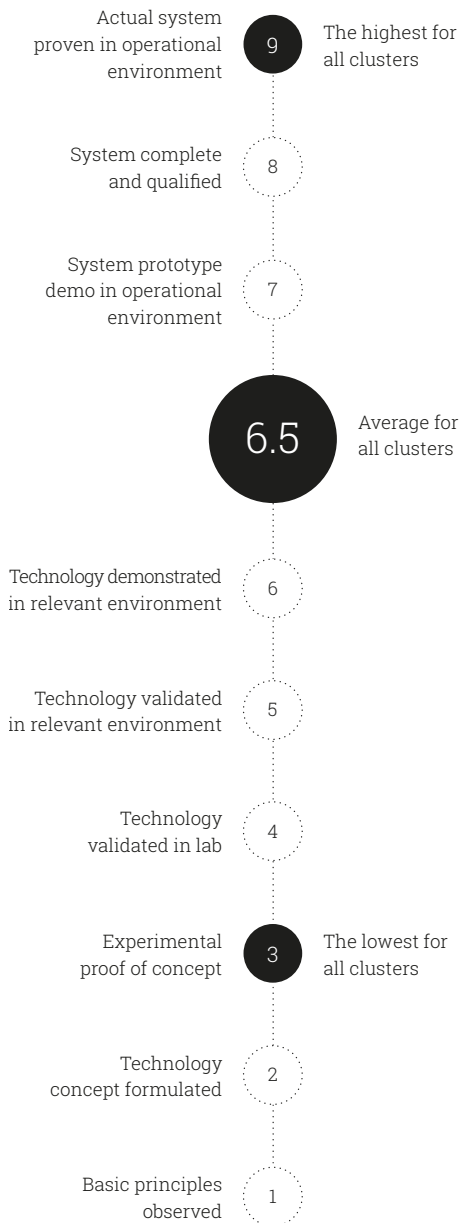 Actual system
proven in operational
environment
9
The highest for
all clusters
System complete
and qualified
8
System prototype
demo in operational
environment
7
6.5
Average for
all clusters
Technology demonstrated
in relevant environment
6
Technology validated
in relevant environment
5
Technology
validated in lab
4
Experimental
proof of concept
3
The lowest for
all clusters
Technology
concept formulated
2
Basic principles
observed
1